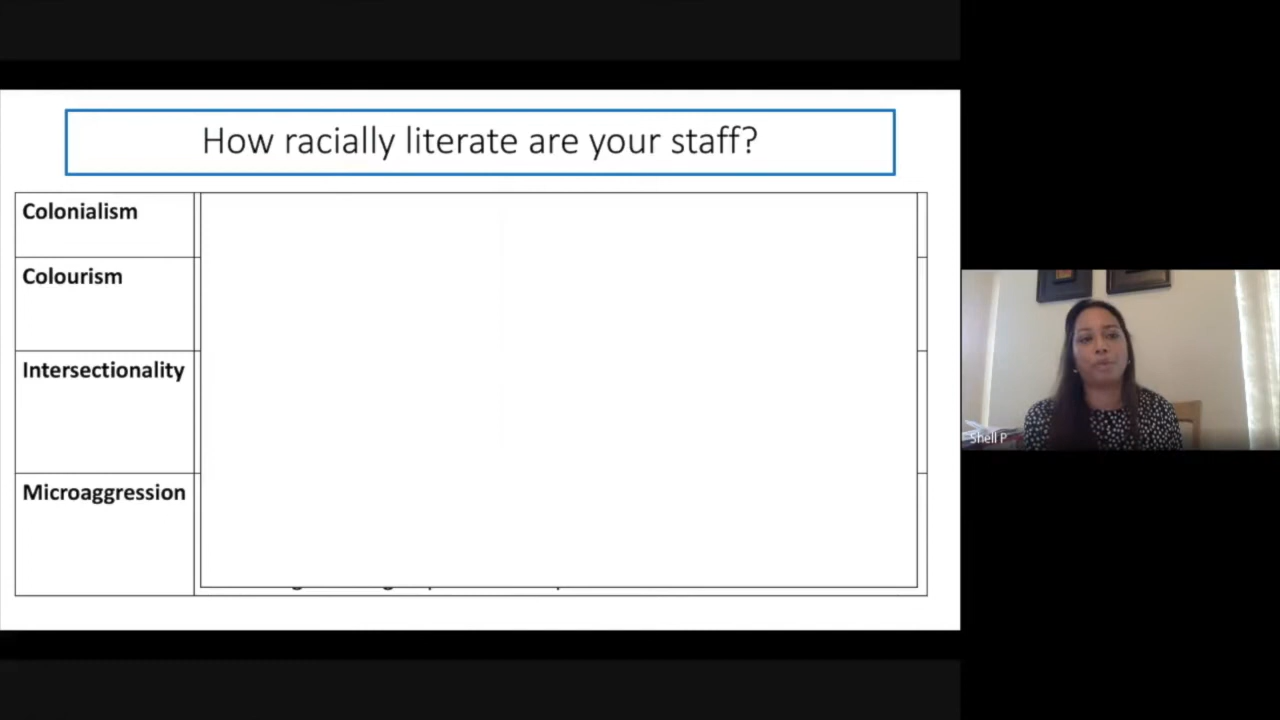 How racially literate are your staff?
Colonialism
Colourism
Intersectionality
Microaggression
Shell P